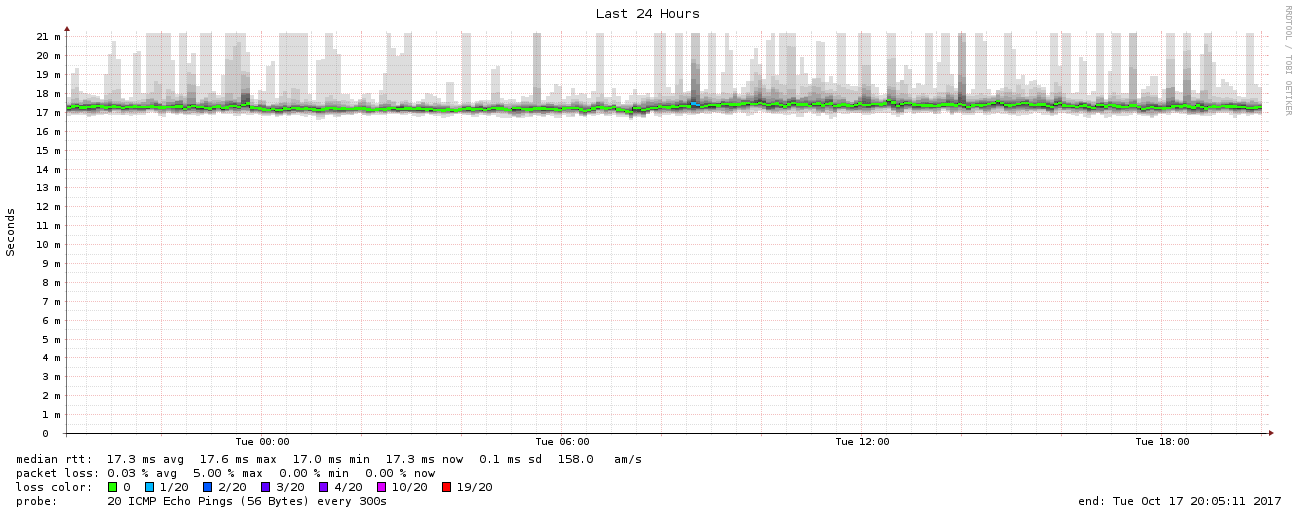 Last 24 Hours
RRDTOOL / TOBI OETIKER
Seconds
21 m
20 m
19 m
18 m
17 m
16 m
15 m
14 m
13 m
12 m
11 m
10 m
9 m
8 m
7 m
6 m
5 m
4 m
3 m
2 m
1 m
0
Tue 00:00 Tue 06:00 Tue 12:00 Tue 18:00
median rtt: 17.3 ms avg 17.6 ms max 17.0 ms min 17.3 ms now 0.1 ms sd 158.0 am/s
packet loss: 0.03 % avg 5.00 % max 0.00 % min 0.00 % now
loss color: 0 1/20 2/20 3/20 4/20 10/20 19/20
probe: 20 ICMP Echo Pings (56 Bytes) every 300s
end: Tue Oct 17 20:05:11 2017